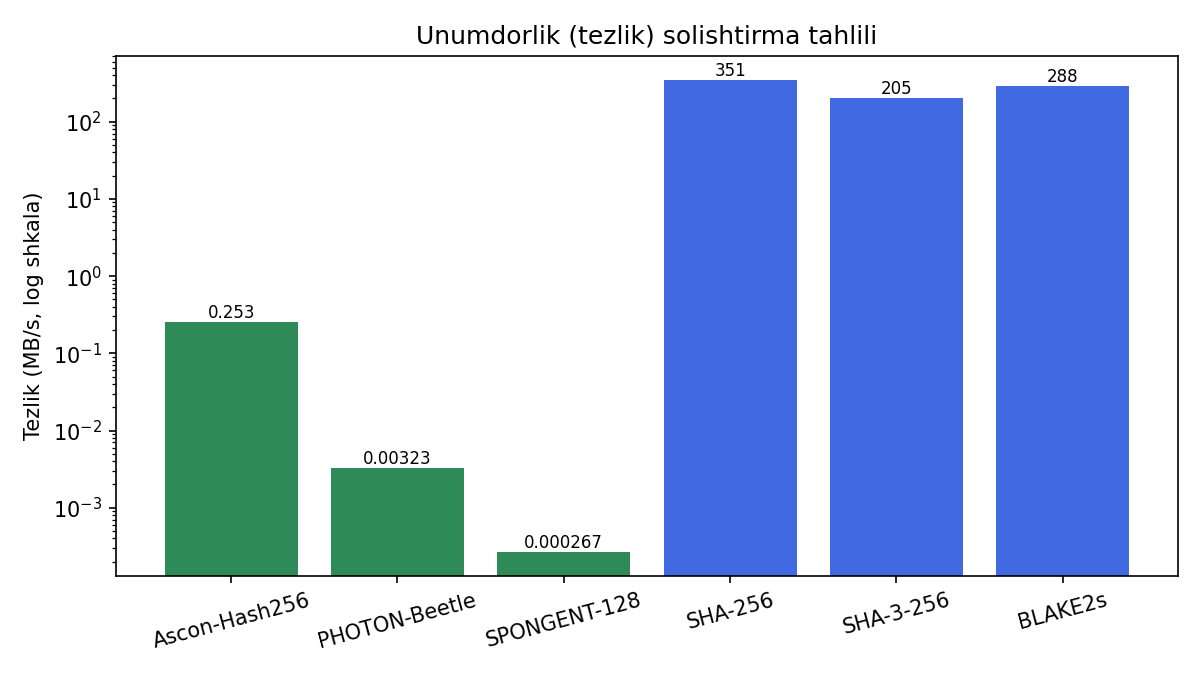 Unumdorlik (tezlik) solishtirma tahlili
Tezlik (MB/s, log shkala)
10²
10¹
10⁰
10⁻¹
10⁻²
10⁻³
0.253
0.00323
0.000267
351
205
288
Ascon-Hash256
PHOTON-Beetle
SPONGENT-128
SHA-256
SHA-3-256
BLAKE2s